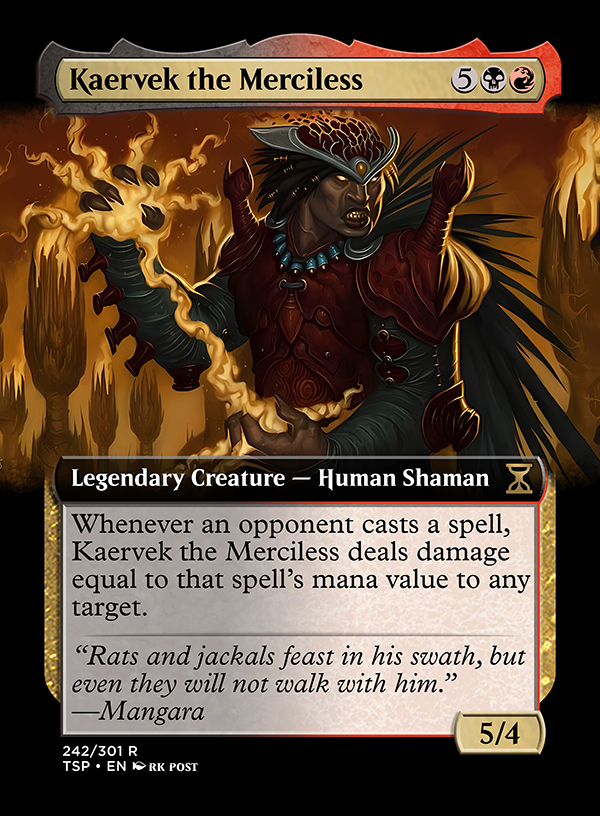 Kaervek the Merciless 5
Legendary Creature — Human Shaman
Whenever an opponent casts a spell,
Kaervek the Merciless deals damage
equal to that spell’s mana value to any
target.
“Rats and jackals feast in his swath, but
even they will not walk with him.”
—Mangara
5/4
242/301 R
TSP • EN RK POST